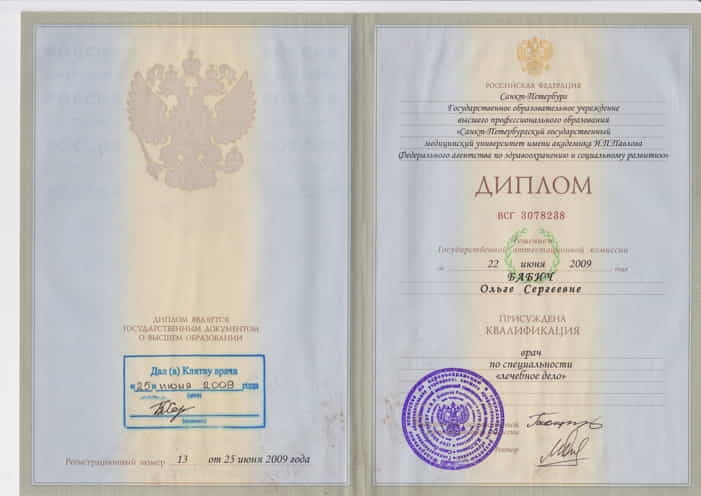 ДИПЛОМ ЯВЛЯЕТСЯ
ГОСУДАРСТВЕННЫМ ДОКУМЕНТОМ
О ВЫСШЕМ ОБРАЗОВАНИИ
Дал (а) Клятву врача
«25» июня 2009 года
Регистрационный номер 13 от 25 июня 2009 года
РОССИЙСКАЯ ФЕДЕРАЦИЯ
Санкт-Петербург
Государственное образовательное учреждение
высшего профессионального образования
«Санкт-Петербургский государственный
медицинский университет имени академика И.П.Павлова
Федерального агентства по здравоохранению и социальному развитию»
ДИПЛОМ
ВСГ 3078238
Решением
Государственной аттестационной комиссии
от 22 июня 2009 года
БАБИЧ
Ольге Сергеевне
ПРИСУЖДЕНА
КВАЛИФИКАЦИЯ
врач
по специальности
«лечебное дело»